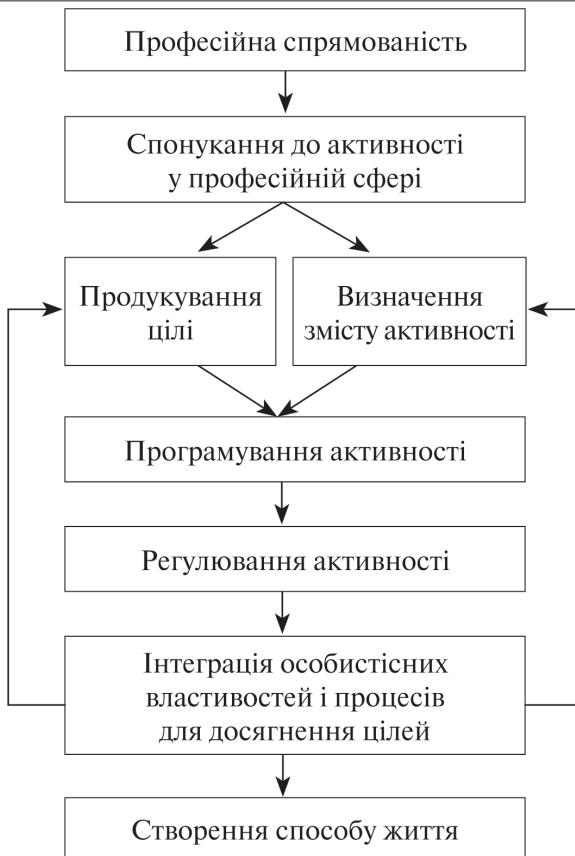 Професійна спрямованість
Спонукання до активності
у професійній сфері
Продукування
цілі
Визначення
змісту активності
Програмування активності
Регулювання активності
Інтеграція особистісних
властивостей і процесів
для досягнення цілей
Створення способу життя